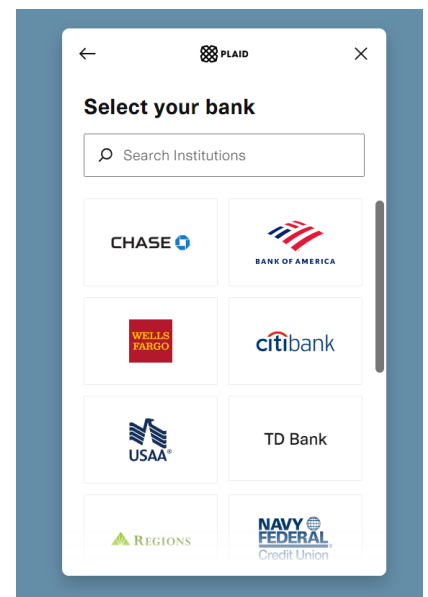 PLAID
Select your bank
Search Institutions
CHASE
BANK OF AMERICA
WELLS
FARGO
citibank
USAA®
TD Bank
REGIONS
NAVY
FEDERAL
Credit Union